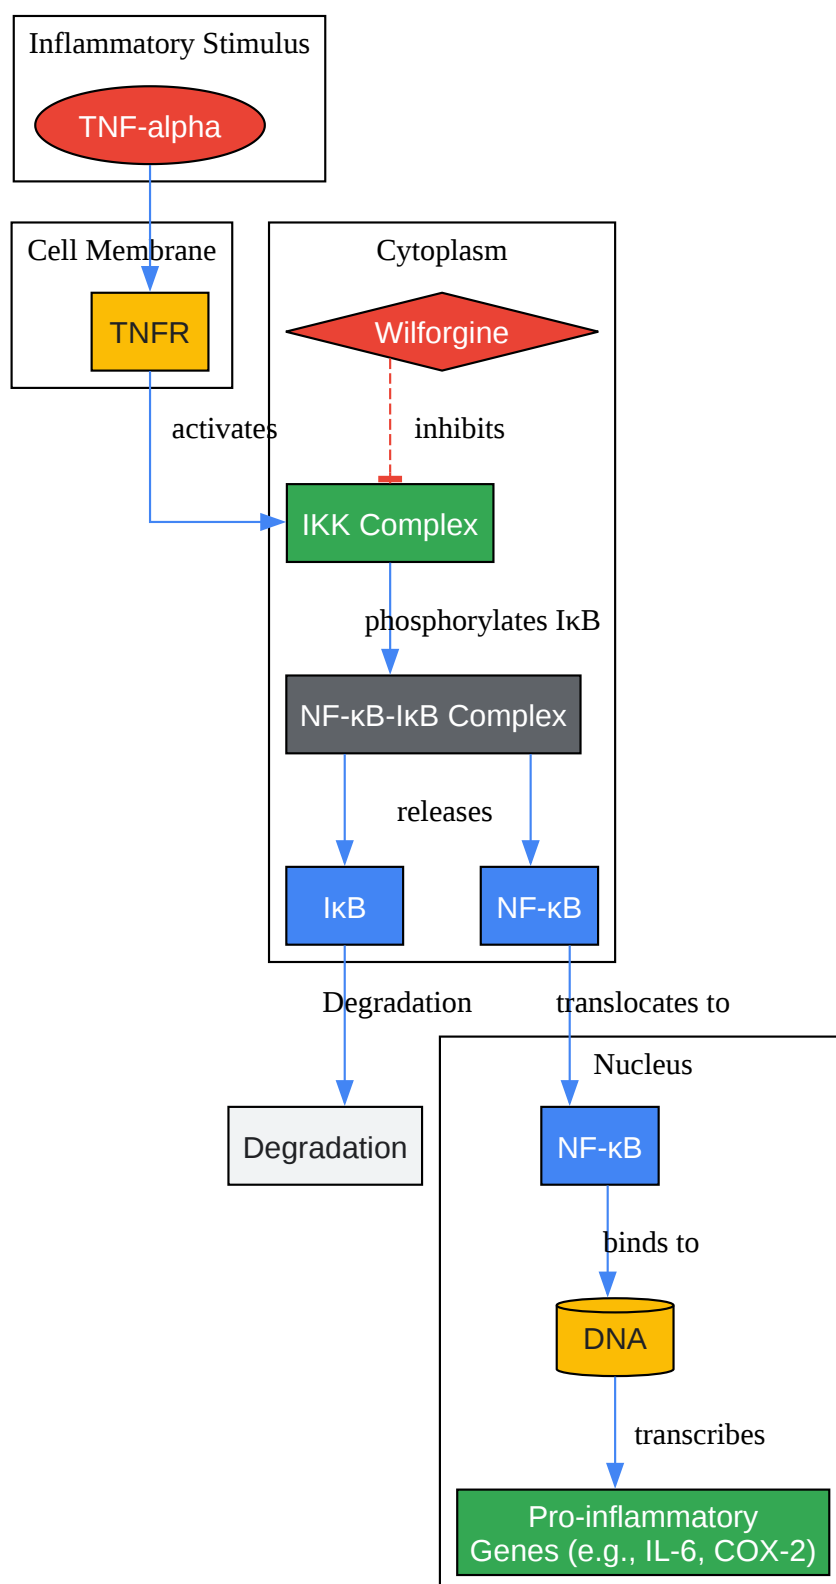 Inflammatory Stimulus
TNF-alpha
Cell Membrane
TNFR
Cytoplasm
Wilforgine
activates
inhibits
IKK Complex
phosphorylates IκB
NF-κB-IκB Complex
releases
IκB
NF-κB
Degradation
translocates to
Nucleus
Degradation
NF-κB
binds to
DNA
transcribes
Pro-inflammatory
Genes (e.g., IL-6, COX-2)